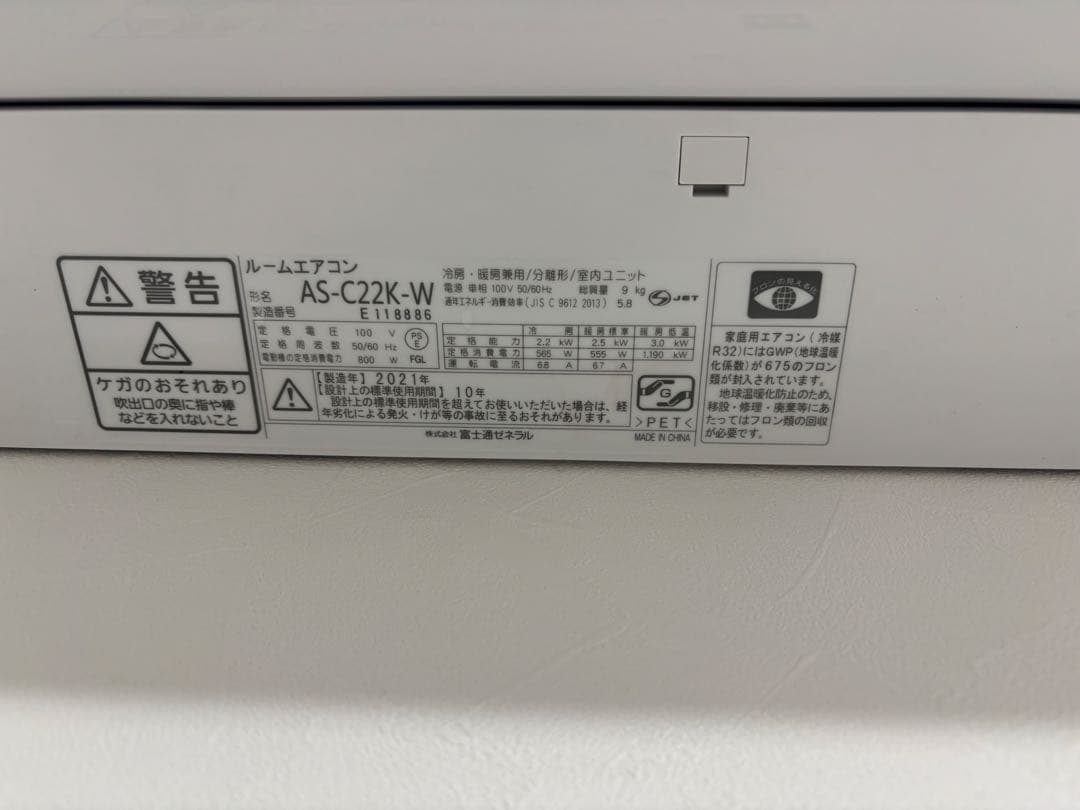 警告
ケガのおそれあり
吹出口の奥に指や棒
などを入れないこと
ルームエアコン
形名 AS-C22K-W
製造番号 E118886
定格電圧 100 V
定格周波数 50/60 Hz
電動機の定格消費電力 800 W
PS
E
FGL
冷房・暖房兼用/分離形/室内ユニット
電源 単相 100V 50/60Hz 総質量 9 kg
通年エネルギー消費効率(JIS C 9612 2013) 5.8
S JET
冷房 暖房標準 暖房低温
定格能力 2.2 kW 2.5 kW 3.0 kW
定格消費電力 565 W 555 W 1,190 kW
運転電流 6.8 A 6.7 A
【製造年】2021年
【設計上の標準使用期間】10年
設計上の標準使用期間を超えてお使いいただいた場合は、経
年劣化による発火・けが等の事故に至るおそれがあります。
G
>PET<
株式会社 富士通ゼネラル
MADE IN CHINA
フロンの見える化
家庭用エアコン(冷媒
R32)にはGWP(地球温暖
化係数)が675のフロン
類が封入されています。
地球温暖化防止のため、
移設・修理・廃棄等にあ
たってはフロン類の回収
が必要です。